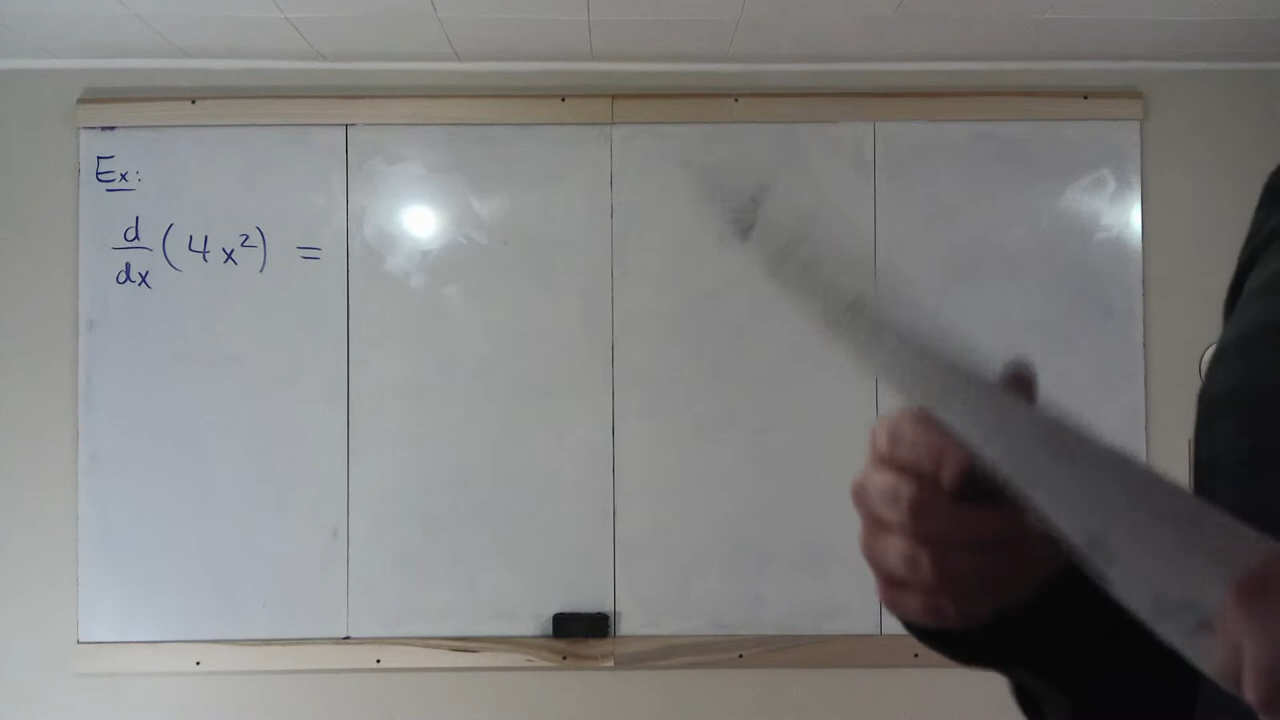 Ex:
d/dx (4x²) =